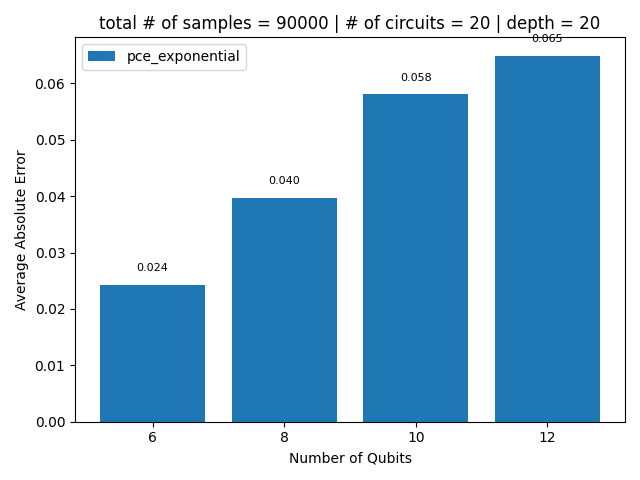 total # of samples = 90000 | # of circuits = 20 | depth = 20
pce_exponential
0.065
0.058
0.040
0.024
0.06
0.05
0.04
0.03
0.02
0.01
0.00
Average Absolute Error
6 8 10 12
Number of Qubits